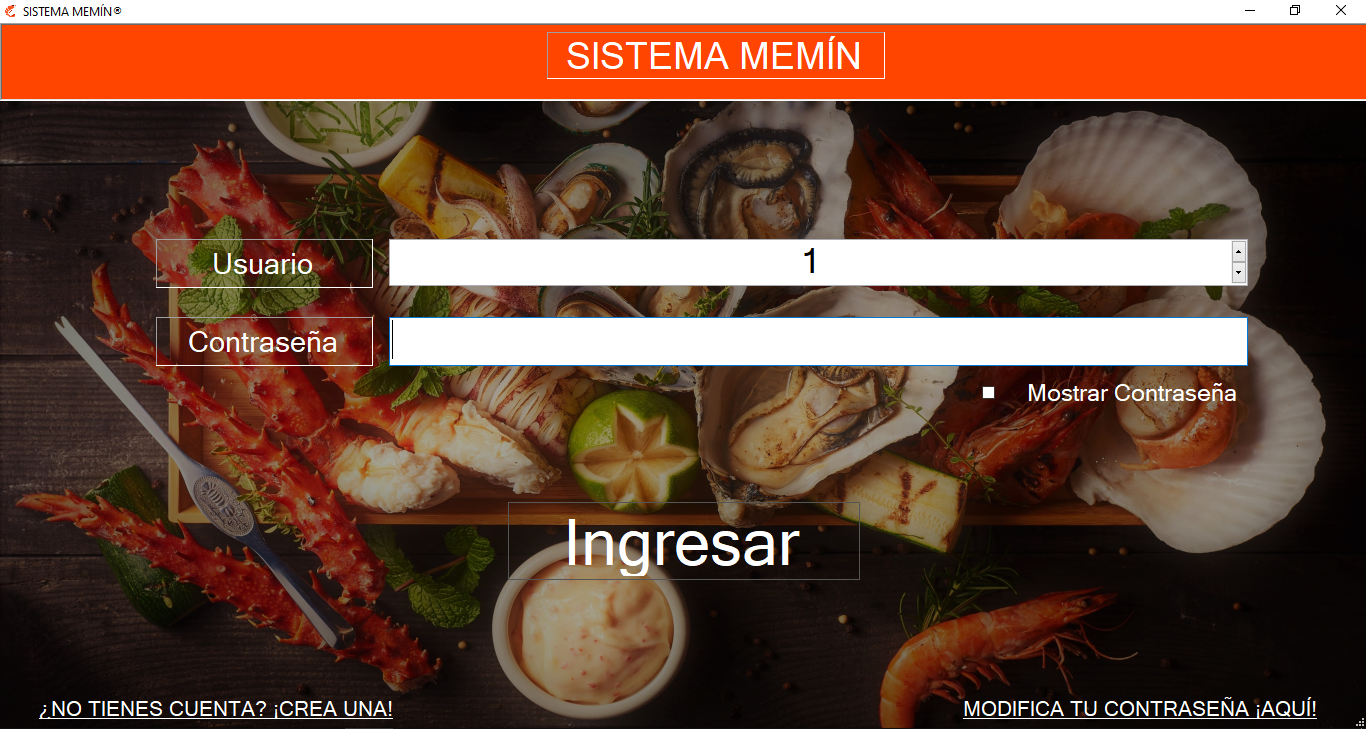 SISTEMA MEMÍN®
SISTEMA MEMÍN
Usuario
1
Contraseña
Mostrar Contraseña
Ingresar
¿NO TIENES CUENTA? ¡CREA UNA!
MODIFICA TU CONTRASEÑA ¡AQUÍ!